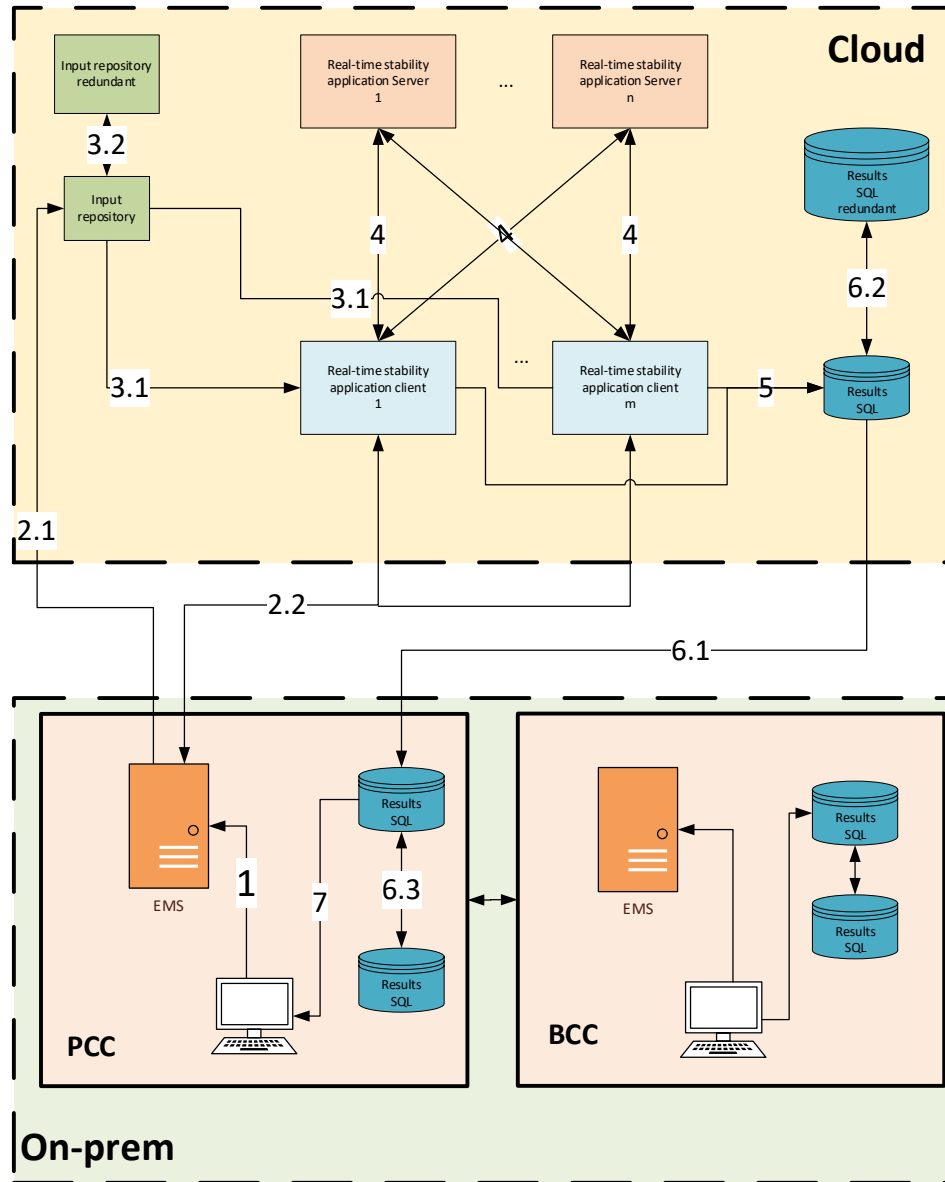 Cloud
Input repository
redundant
Real-time stability
application Server
1
...
Real-time stability
application Server
n
3.2
Results
SQL
redundant
Input
repository
4
4
4
6.2
3.1
Real-time stability
application client
1
...
Real-time stability
application client
m
3.1
5
Results
SQL
2.1
2.2
6.1
Results
SQL
EMS
1
7
6.3
Results
SQL
PCC
Results
SQL
EMS
Results
SQL
BCC
On-prem